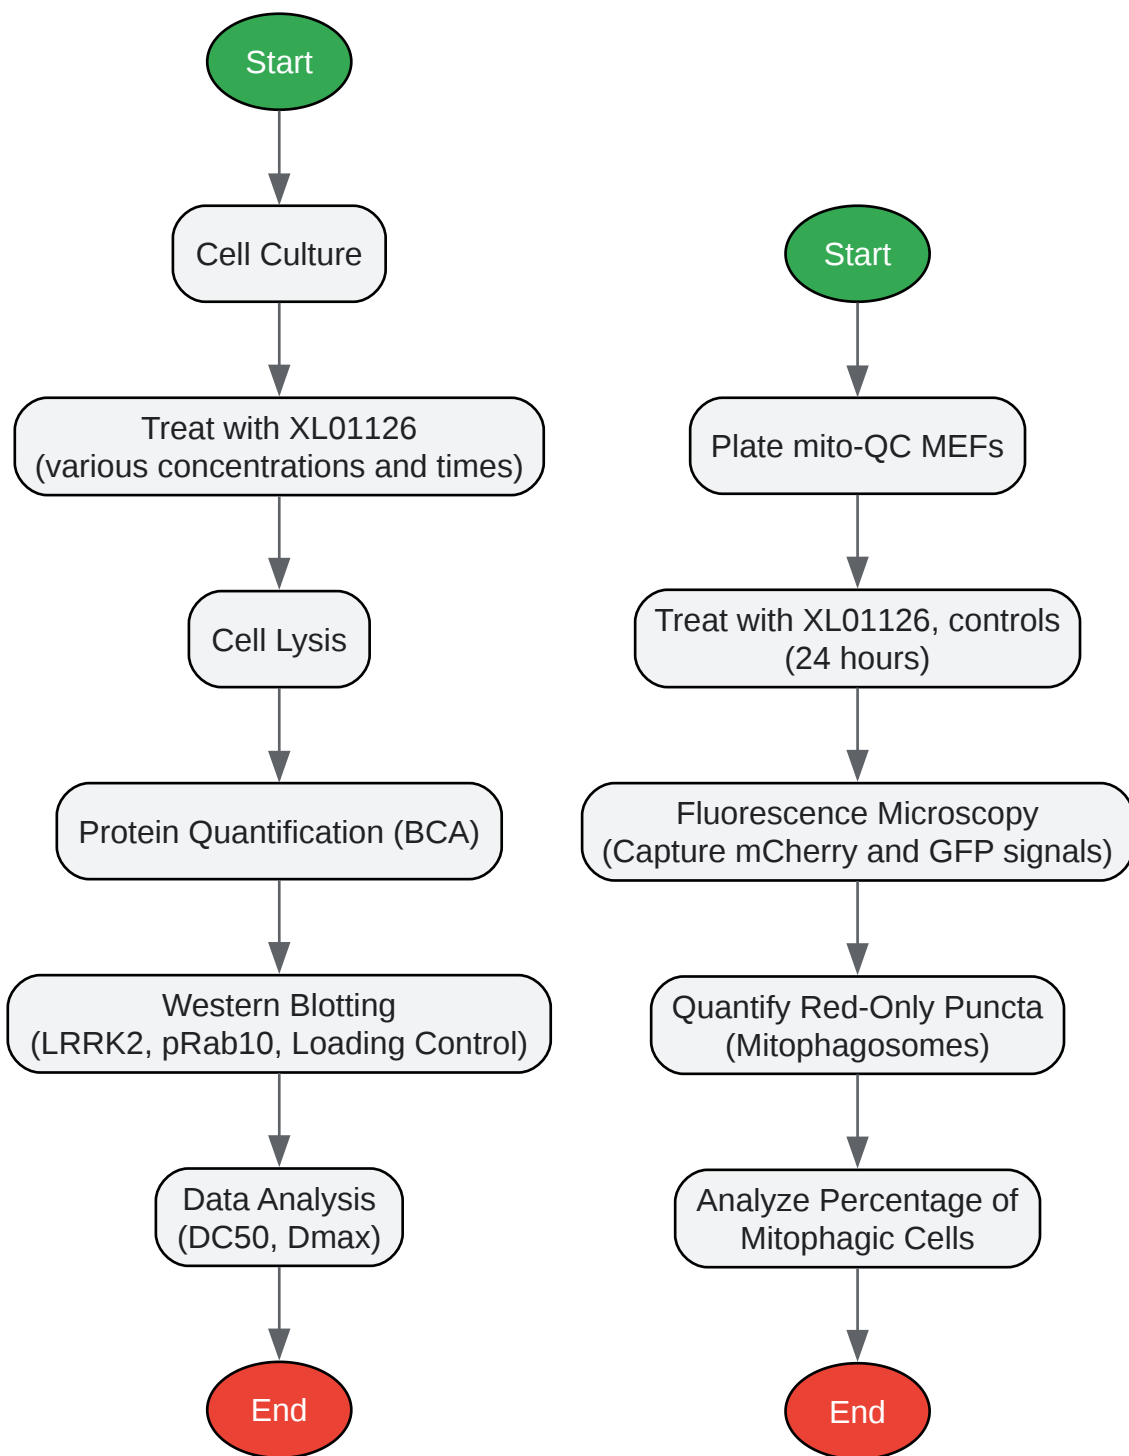 Start
Cell Culture
Treat with XL01126
(various concentrations and times)
Cell Lysis
Protein Quantification (BCA)
Western Blotting
(LRRK2, pRab10, Loading Control)
Data Analysis
(DC50, Dmax)
End
Start
Plate mito-QC MEFs
Treat with XL01126, controls
(24 hours)
Fluorescence Microscopy
(Capture mCherry and GFP signals)
Quantify Red-Only Puncta
(Mitophagosomes)
Analyze Percentage of
Mitophagic Cells
End